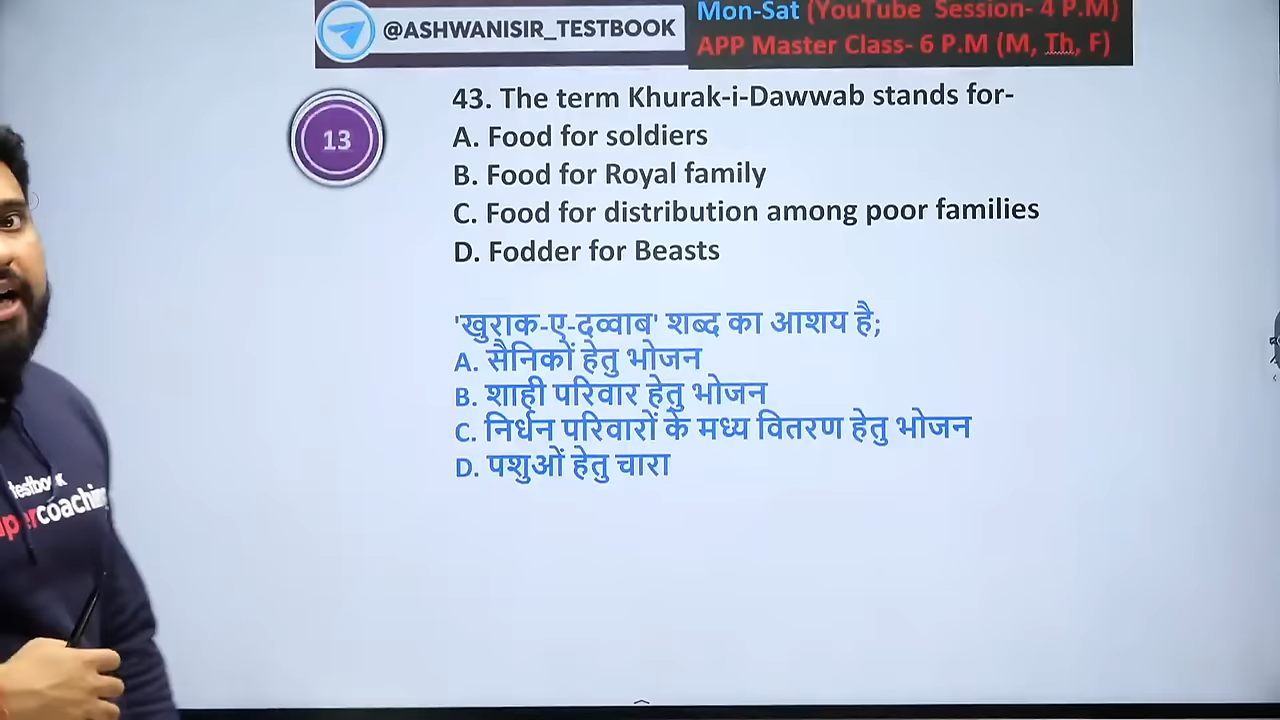 @ASHWANISIR_TESTBOOK
Mon-Sat (YouTube Session- 4 P.M)
APP Master Class- 6 P.M (M, Th, F)
13
43. The term Khurak-i-Dawwab stands for-
A. Food for soldiers
B. Food for Royal family
C. Food for distribution among poor families
D. Fodder for Beasts
'खुराक-ए-दव्वाब' शब्द का आशय है;
A. सैनिकों हेतु भोजन
B. शाही परिवार हेतु भोजन
C. निर्धन परिवारों के मध्य वितरण हेतु भोजन
D. पशुओं हेतु चारा
testbook
percoaching